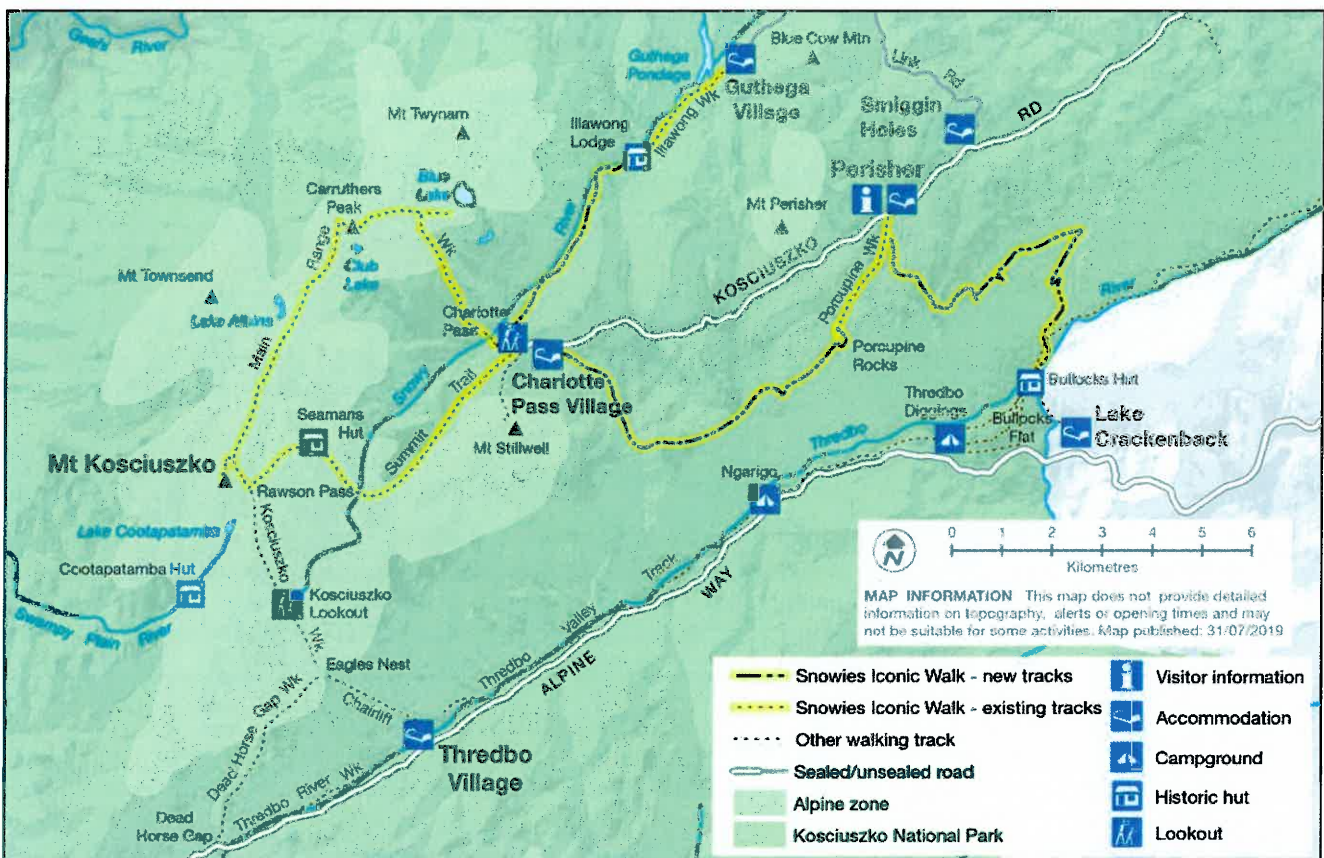 Geehi River
Guthega
Pondage
Blue Cow Mtn
Link Rd
Guthega
Village
Smiggin
Holes
RD
Mt Twynam
Illawong
Lodge
Illawong Wk
Perisher
Blue
Lake
Carruthers
Peak
Mt Perisher
River
Wk
Range
Club
Lake
KOSCIUSZKO
Porcupine Wk
Mt Townsend
Lake Albina
Charlotte
Pass
River
Main
Snowy
Trail
Porcupine
Rocks
Charlotte
Pass Village
Bullocks Hut
Thredbo
Diggings
Seamans
Hut
Summit
Mt Stillwell
Thredbo
Bullocks
Flat
Lake
Crackenback
Mt Kosciuszko
Rawson Pass
Ngarigo
Lake Cootapatamba
Kosciuszko
Cootapatamba Hut
Track
WAY
Kosciuszko
Lookout
Swampy Plain River
Wk
Valley
Eagles Nest
Thredbo
ALPINE
Chairlift
Dead Horse Gap Wk
Thredbo
Village
Thredbo River Wk
Dead
Horse Gap
N
0 1 2 3 4 5 6
Kilometres
MAP INFORMATION This map does not provide detailed
information on topography, alerts or opening times and may
not be suitable for some activities. Map published: 31/07/2019
Snowies Iconic Walk - new tracks
Snowies Iconic Walk - existing tracks
Other walking track
Sealed/unsealed road
Alpine zone
Kosciuszko National Park
Visitor information
Accommodation
Campground
Historic hut
Lookout